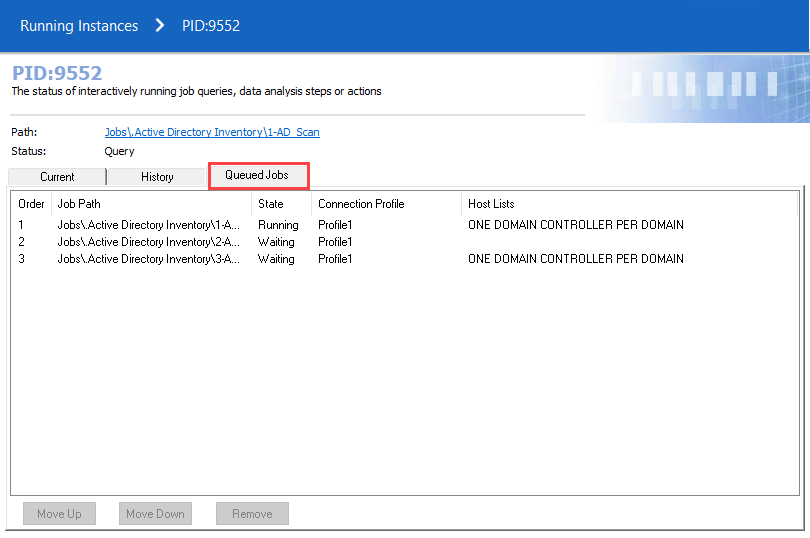 Running Instances > PID:9552
PID:9552
The status of interactively running job queries, data analysis steps or actions
Path: Jobs\.Active Directory Inventory\1-AD_Scan
Status: Query
Current History Queued Jobs
Order Job Path State Connection Profile Host Lists
1 Jobs\.Active Directory Inventory\1-A... Running Profile1 ONE DOMAIN CONTROLLER PER DOMAIN
2 Jobs\.Active Directory Inventory\2-A... Waiting Profile1
3 Jobs\.Active Directory Inventory\3-A... Waiting Profile1 ONE DOMAIN CONTROLLER PER DOMAIN
Move Up Move Down Remove